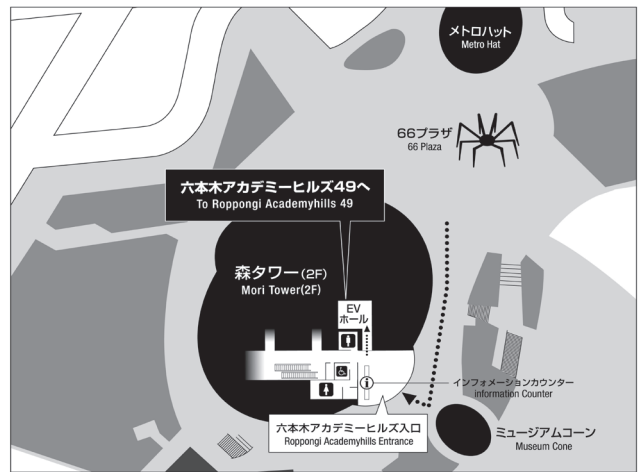 メトロハット
Metro Hat
66プラザ
66 Plaza
六本木アカデミーヒルズ49へ
To Roppongi Academyhills 49
森タワー(2F)
Mori Tower(2F)
EV
ホール
i
インフォメーションカウンター
Information Counter
六本木アカデミーヒルズ入口
Roppongi Academyhills Entrance
ミュージアムコーン
Museum Cone